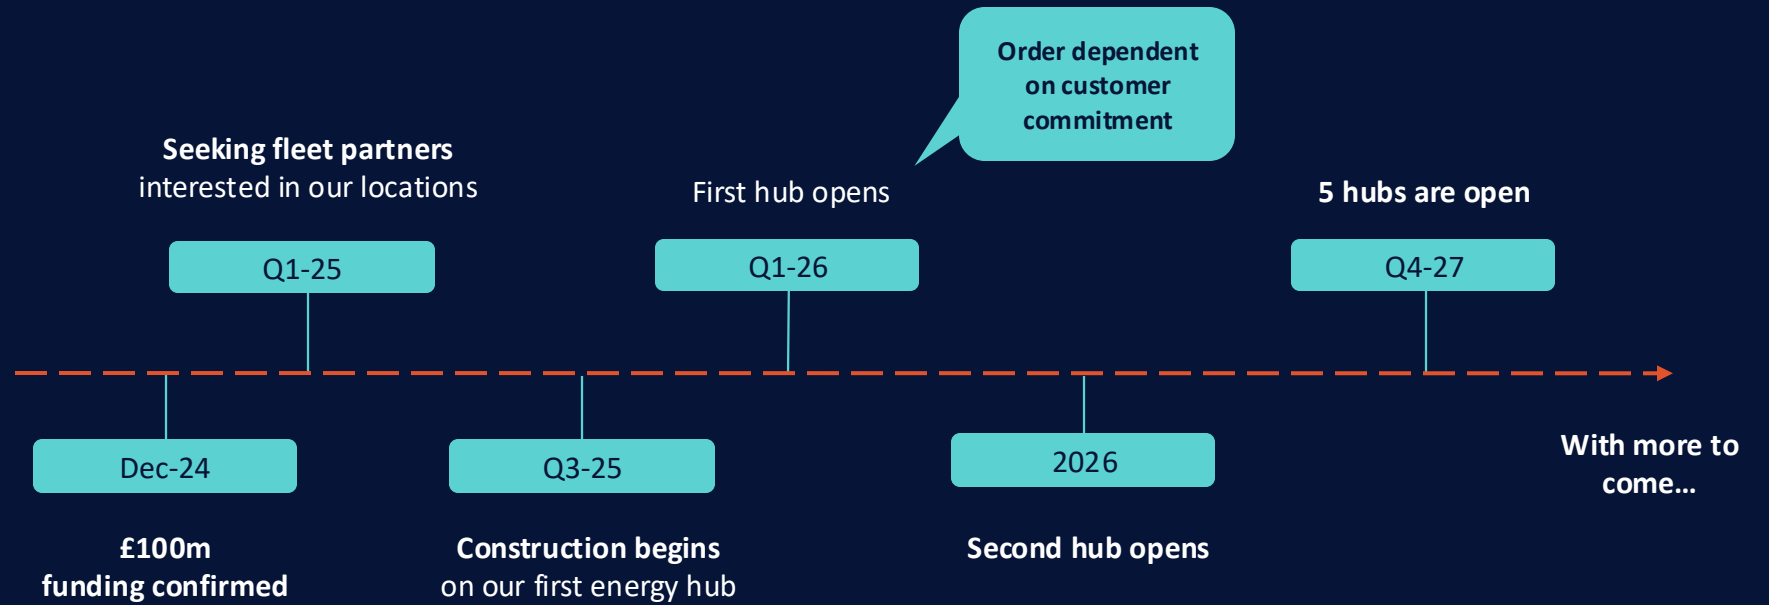 Order dependent
on customer
commitment
Seeking fleet partners
interested in our locations
First hub opens
5 hubs are open
Q1-25
Q1-26
Q4-27
Dec-24
Q3-25
2026
With more to
come…
£100m
funding confirmed
Construction begins
on our first energy hub
Second hub opens